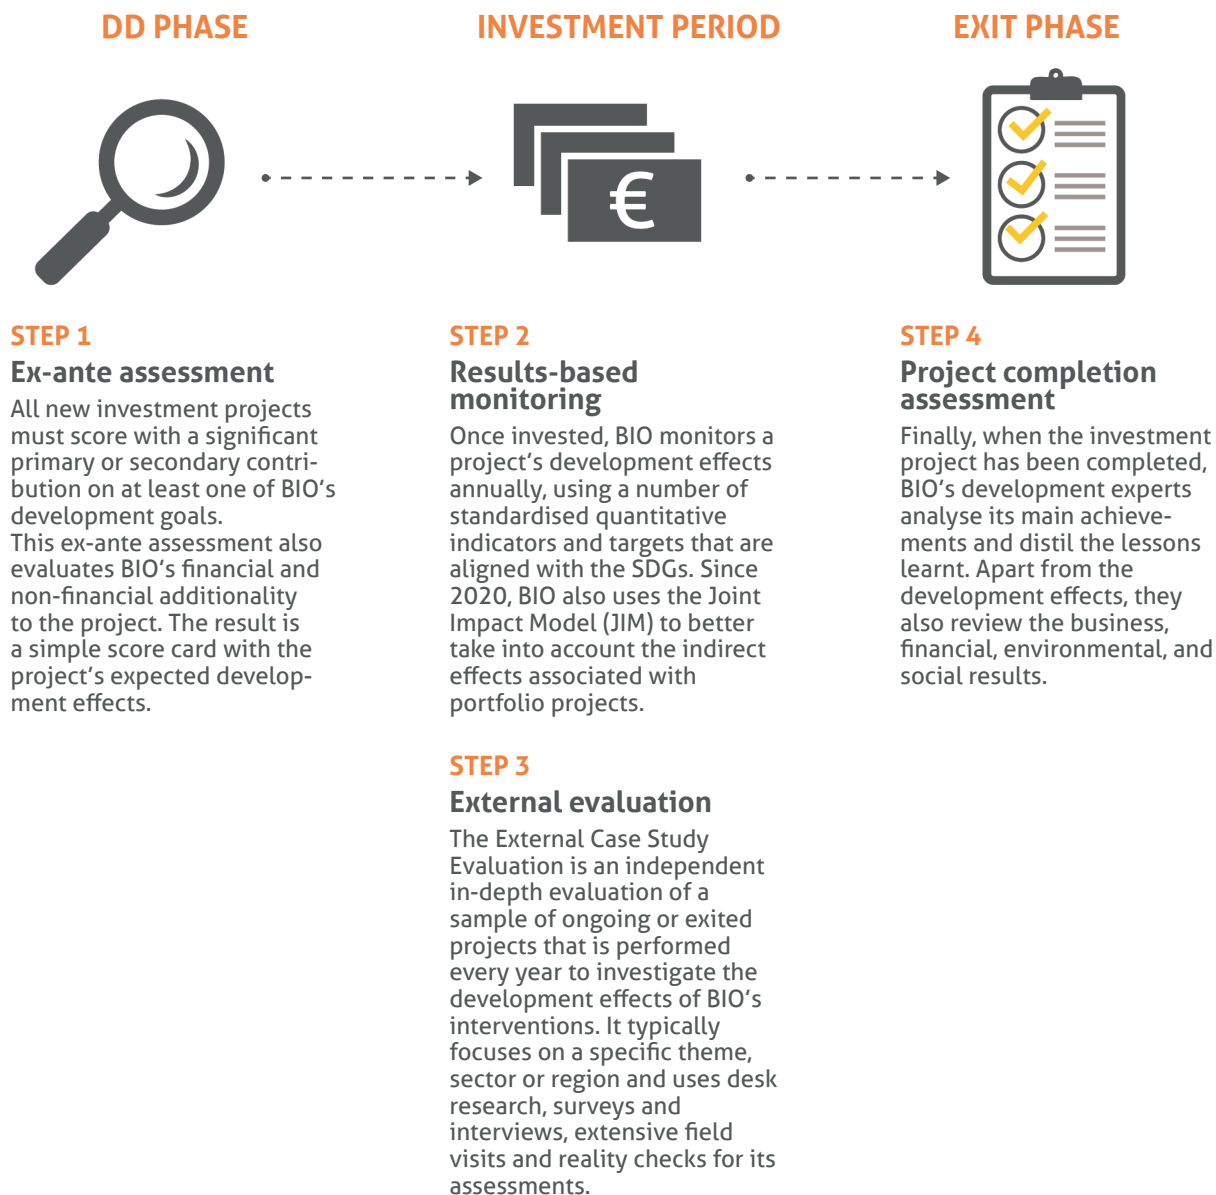 DD PHASE
INVESTMENT PERIOD
EXIT PHASE
€
STEP 1
Ex-ante assessment
All new investment projects
must score with a significant
primary or secondary contri-
bution on at least one of BIO’s
development goals.
This ex-ante assessment also
evaluates BIO’s financial and
non-financial additionality
to the project. The result is
a simple score card with the
project’s expected develop-
ment effects.
STEP 2
Results-based
monitoring
Once invested, BIO monitors a
project’s development effects
annually, using a number of
standardised quantitative
indicators and targets that are
aligned with the SDGs. Since
2020, BIO also uses the Joint
Impact Model (JIM) to better
take into account the indirect
effects associated with
portfolio projects.
STEP 3
External evaluation
The External Case Study
Evaluation is an independent
in-depth evaluation of a
sample of ongoing or exited
projects that is performed
every year to investigate the
development effects of BIO’s
interventions. It typically
focuses on a specific theme,
sector or region and uses desk
research, surveys and
interviews, extensive field
visits and reality checks for its
assessments.
STEP 4
Project completion
assessment
Finally, when the investment
project has been completed,
BIO’s development experts
analyse its main achieve-
ments and distil the lessons
learnt. Apart from the
development effects, they
also review the business,
financial, environmental, and
social results.